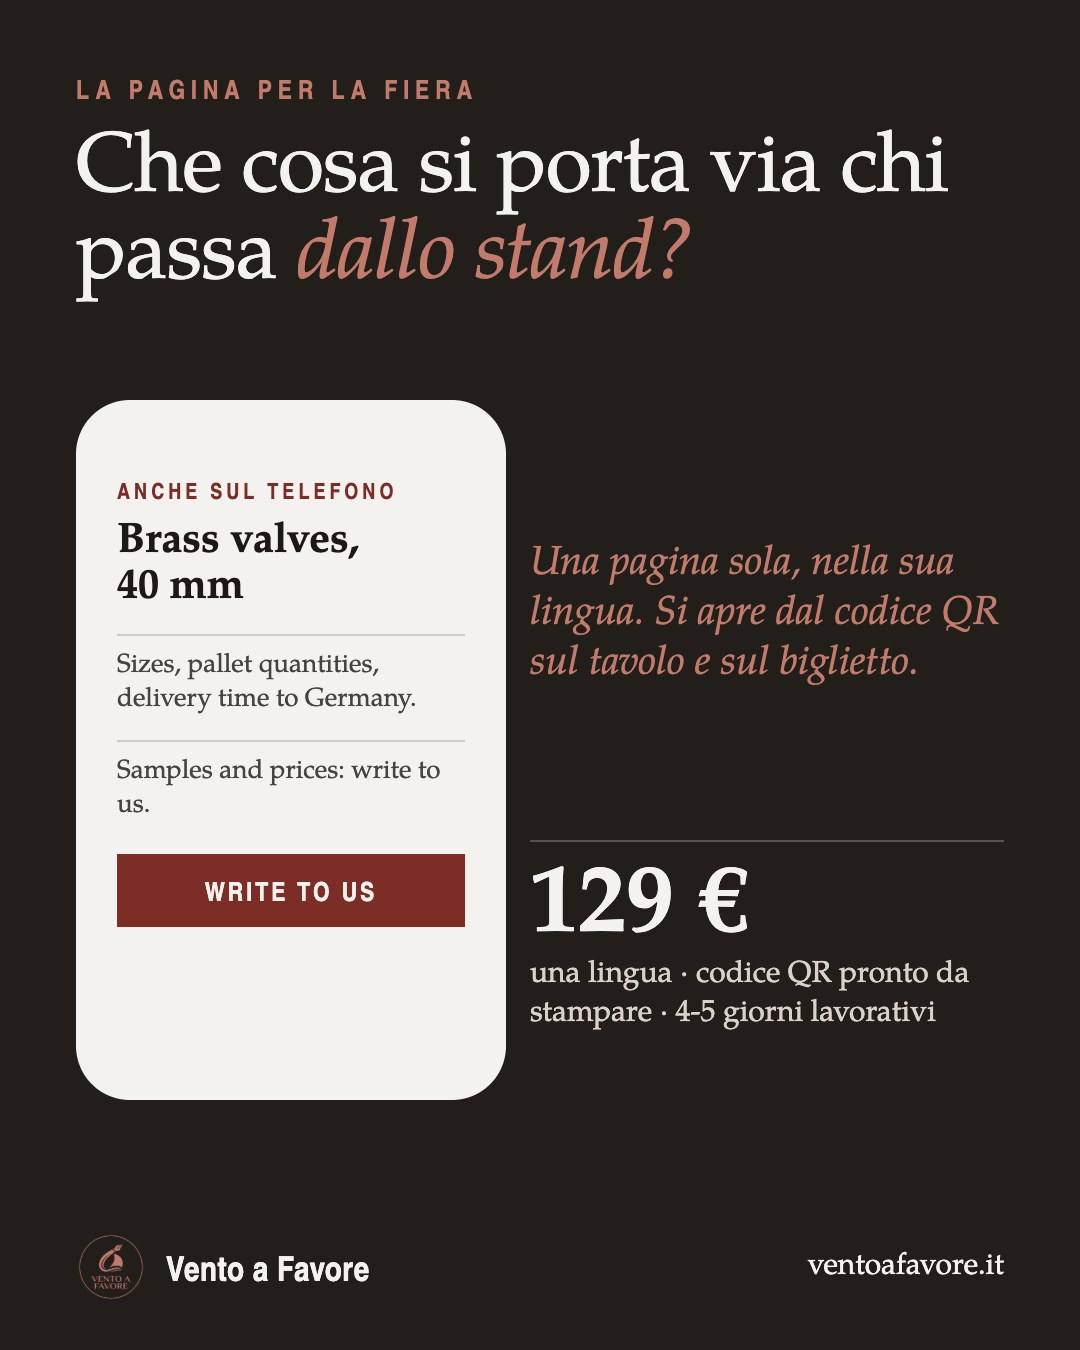 LA PAGINA PER LA FIERA
Che cosa si porta via chi
passa dallo stand?
ANCHE SUL TELEFONO
Brass valves,
40 mm
Sizes, pallet quantities,
delivery time to Germany.
Samples and prices: write to
us.
WRITE TO US
Una pagina sola, nella sua
lingua. Si apre dal codice QR
sul tavolo e sul biglietto.
129 €
una lingua · codice QR pronto da
stampare · 4-5 giorni lavorativi
VENTO A
FAVORE
Vento a Favore
ventoafavore.it